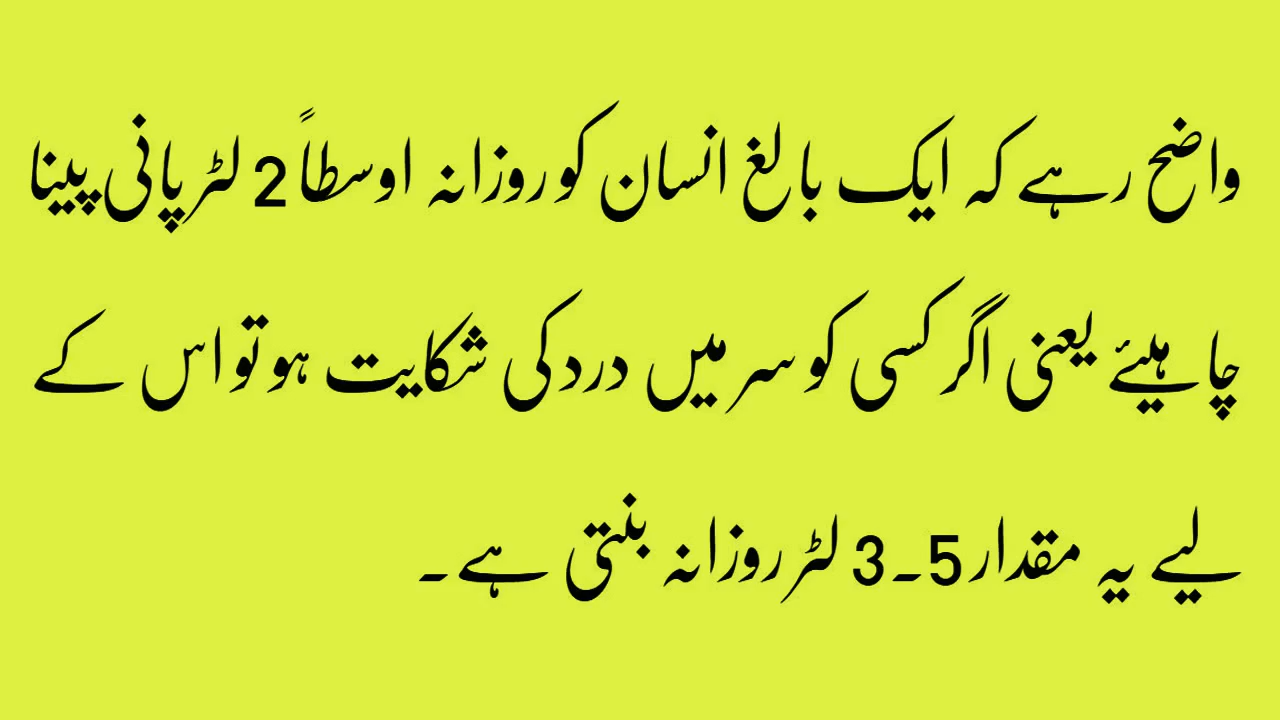 واضح رہے کہ ایک بالغ انسان کو روزانہ اوسطاً 2 لٹر پانی پینا
چاہیئے یعنی اگر کسی کو سر میں درد کی شکایت ہو تو اس کے
لیے یہ مقدار 5۔3 لٹر روزانہ بنتی ہے۔